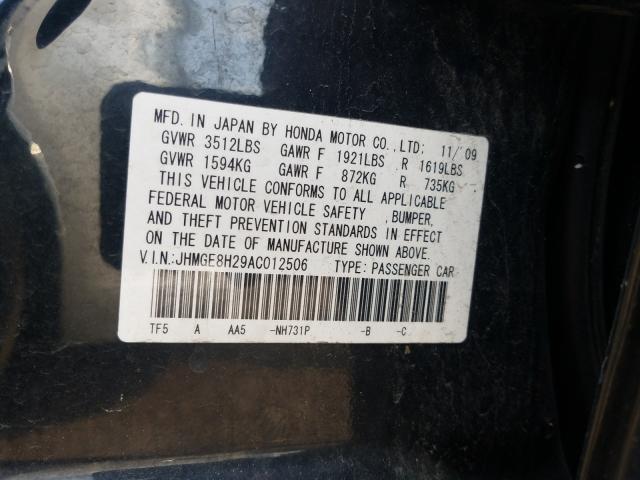 MFD. IN JAPAN BY HONDA MOTOR CO., LTD: 11/09
GVWR 3512LBS GAWR F 1921LBS R 1619LBS
GVWR 1594KG GAWR F 872KG R 735KG
THIS VEHICLE CONFORMS TO ALL APPLICABLE
FEDERAL MOTOR VEHICLE SAFETY ,BUMPER,
AND THEFT PREVENTION STANDARDS IN EFFECT
ON THE DATE OF MANUFACTURE SHOWN ABOVE.
V.I.N.:JHMGE8H29AC012506 TYPE: PASSENGER CAR
TF5 A AA5 -NH731P -B -C